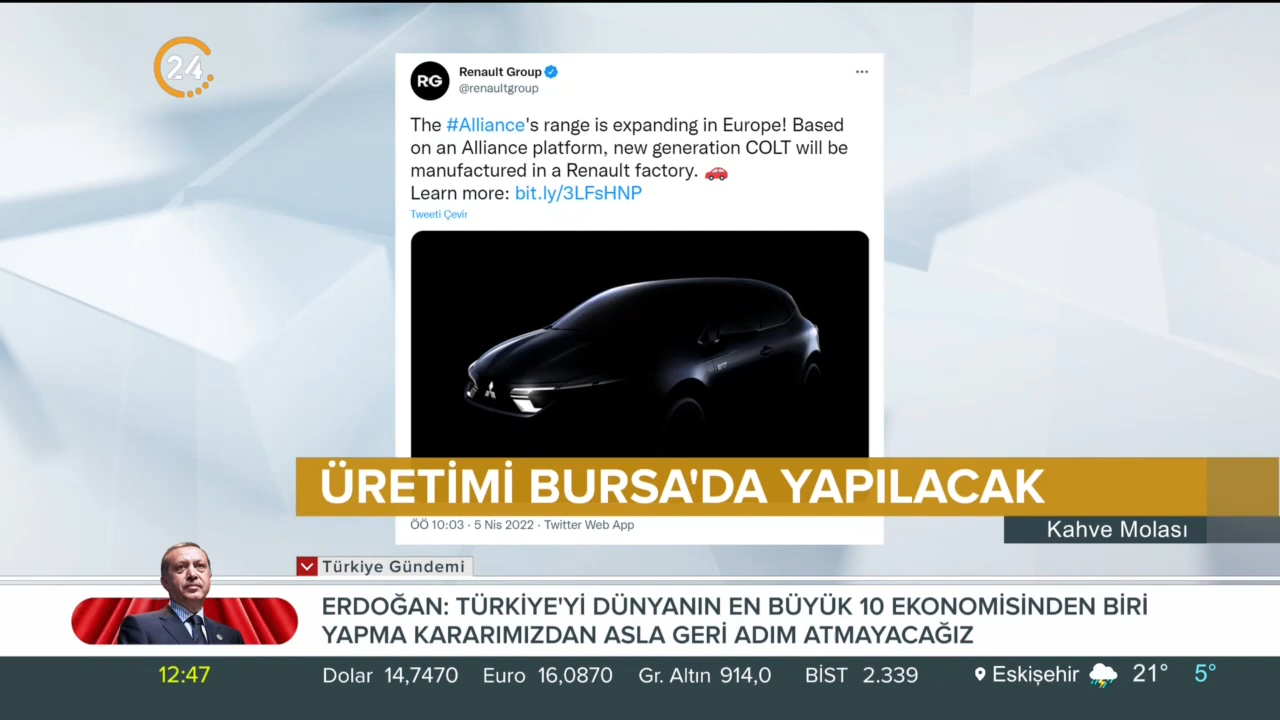 24
RG
Renault Group
@renaultgroup
The #Alliance's range is expanding in Europe! Based
on an Alliance platform, new generation COLT will be
manufactured in a Renault factory.
Learn more: bit.ly/3LFsHNP
Tweeti Çevir
ÜRETİMİ BURSA'DA YAPILACAK
ÖÖ 10:03 · 5 Nis 2022 · Twitter Web App
Kahve Molası
Türkiye Gündemi
ERDOĞAN: TÜRKİYE'Yİ DÜNYANIN EN BÜYÜK 10 EKONOMİSİNDEN BİRİ
YAPMA KARARIMIZDAN ASLA GERİ ADIM ATMAYACAĞIZ
12:47 Dolar 14,7470 Euro 16,0870 Gr. Altın 914,0 BİST 2.339 Eskişehir 21° 5°